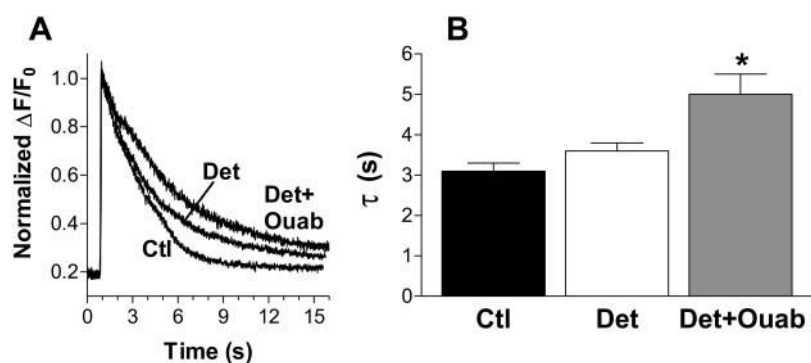 A
Normalized ΔF/F0
1.0
0.8
0.6
0.4
0.2
Det
Det+
Ouab
Ctl
0 3 6 9 12 15
Time (s)
B
τ (s)
6
5
4
3
2
1
0
*
Ctl Det Det+Ouab